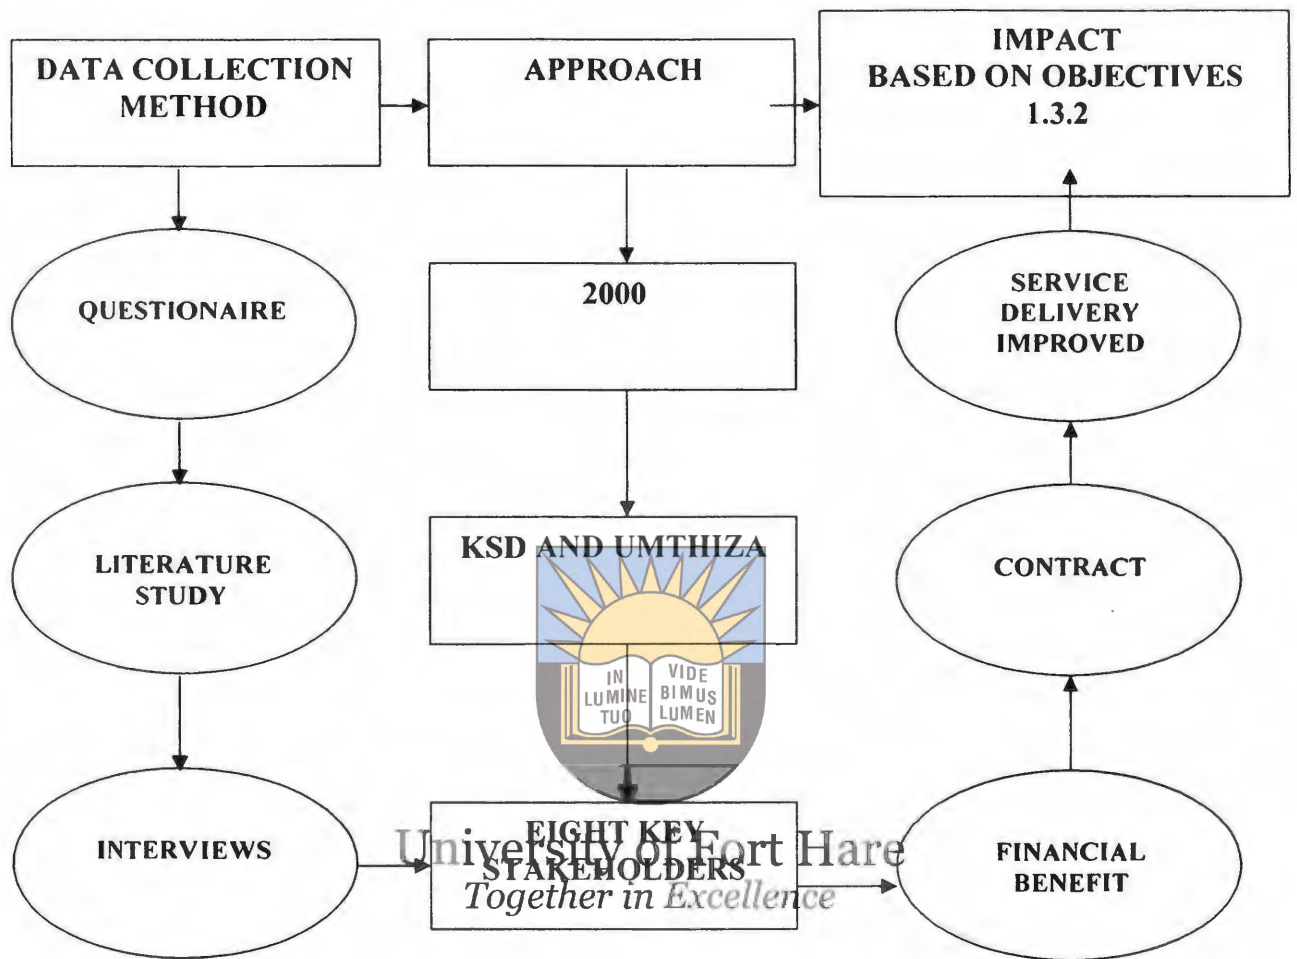 DATA COLLECTION
METHOD
APPROACH
IMPACT
BASED ON OBJECTIVES
1.3.2
QUESTIONAIRE
2000
SERVICE
DELIVERY
IMPROVED
LITERATURE
STUDY
KSD AND UMTHIZA
CONTRACT
IN
LUMINE
TUO
VIDE
BIMUS
LUMEN
INTERVIEWS
EIGHT KEY
STAKEHOLDERS
University of Fort Hare
Together in Excellence
FINANCIAL
BENEFIT